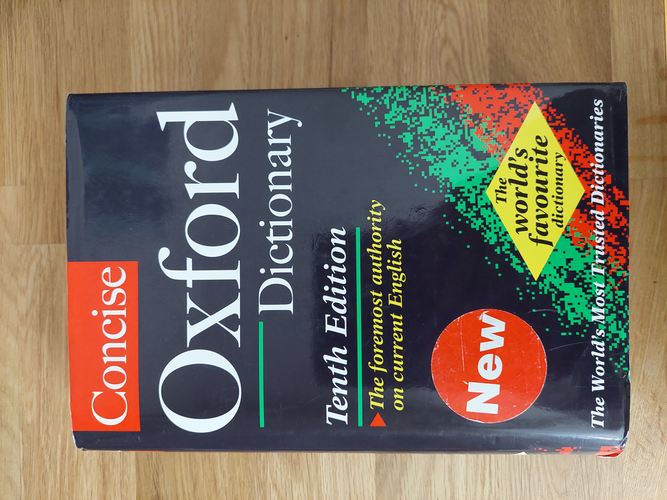 Concise
Oxford
Dictionary
Tenth Edition
The foremost authority
on current English
The
world's
favourite
dictionary
New
The World's Most Trusted Dictionaries